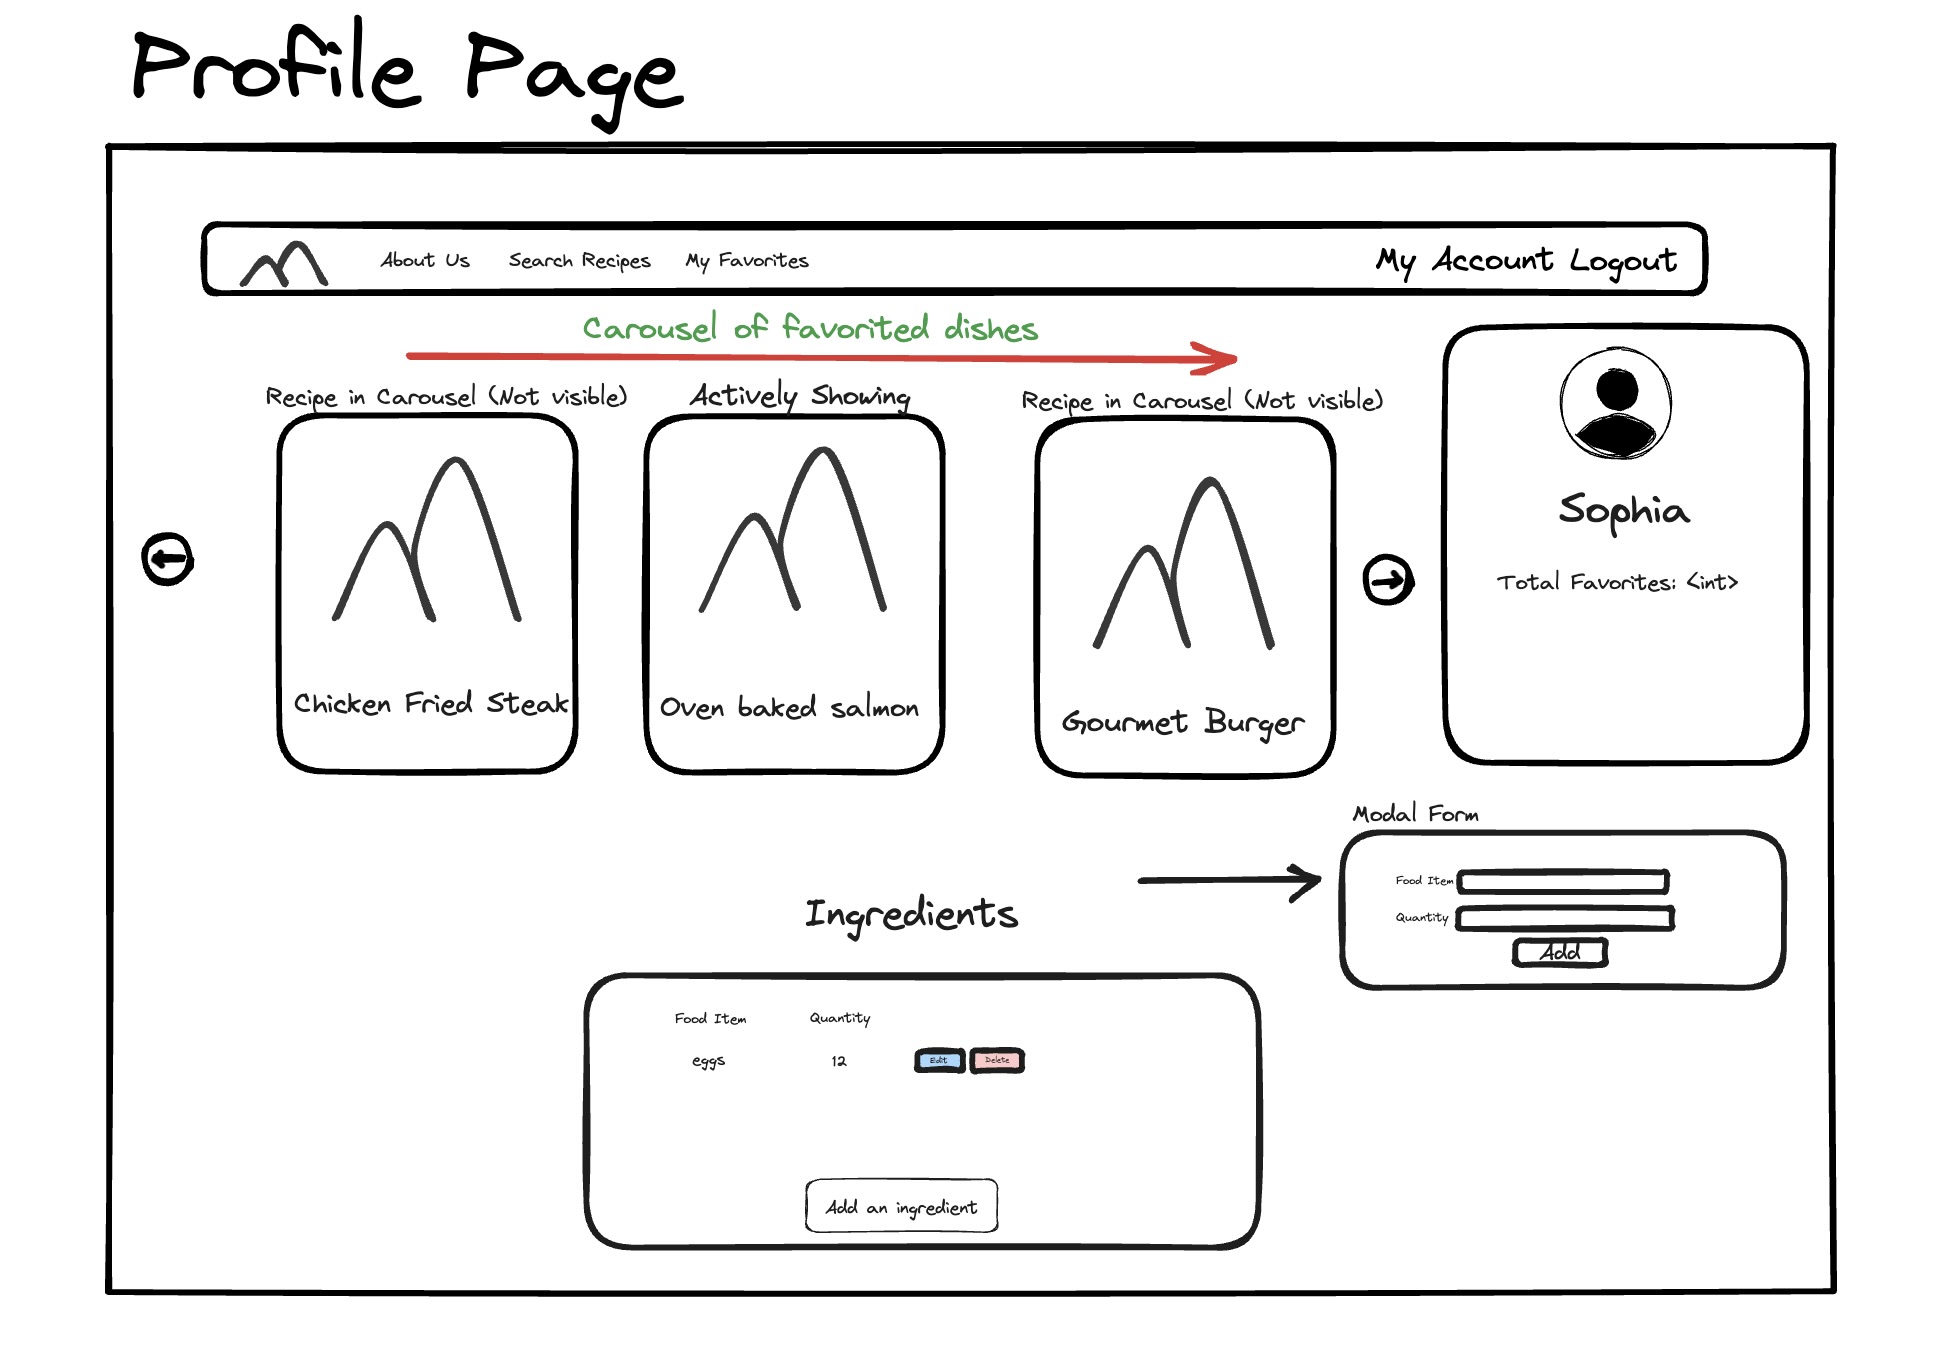 Profile Page
About Us Search Recipes My Favorites My Account Logout
Carousel of favorited dishes
Recipe in Carousel (Not visible)
Actively Showing
Recipe in Carousel (Not visible)
Chicken Fried Steak
Oven baked salmon
Gourmet Burger
Sophia
Total Favorites: <int>
Modal Form
Food Item
Quantity
Add
Ingredients
Food Item Quantity
eggs 12 Edit Delete
Add an ingredient